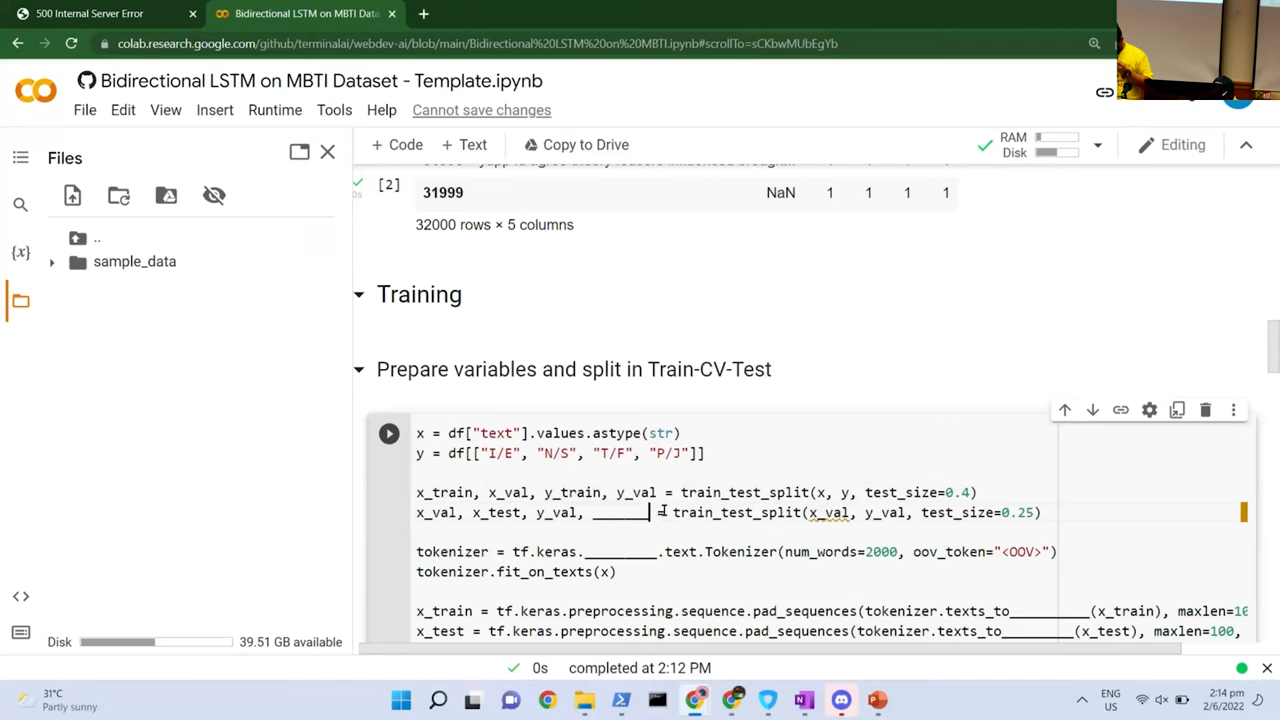 500 Internal Server Error
Bidirectional LSTM on MBTI Data
colab.research.google.com/github/terminalai/webdev-ai/blob/main/Bidirectional%20LSTM%20on%20MBTI.ipynb#scrollTo=sCKbwMUbEgYb
Bidirectional LSTM on MBTI Dataset - Template.ipynb
File Edit View Insert Runtime Tools Help Cannot save changes
Files
+ Code + Text Copy to Drive
RAM
Disk
Editing
[2]
31999 NaN 1 1 1 1
0s
32000 rows × 5 columns
..
sample_data
{x}
Training
Prepare variables and split in Train-CV-Test
x = df["text"].values.astype(str)
y = df[["I/E", "N/S", "T/F", "P/J"]]
x_train, x_val, y_train, y_val = train_test_split(x, y, test_size=0.4)
x_val, x_test, y_val, ________ = train_test_split(x_val, y_val, test_size=0.25)
tokenizer = tf.keras._________.text.Tokenizer(num_words=2000, oov_token="<OOV>")
tokenizer.fit_on_texts(x)
x_train = tf.keras.preprocessing.sequence.pad_sequences(tokenizer.texts_to__________(x_train), maxlen=10
x_test = tf.keras.preprocessing.sequence.pad_sequences(tokenizer.texts_to_________(x_test), maxlen=100,
Disk 39.51 GB available
0s completed at 2:12 PM
31°C
Partly sunny
ENG
US
2:14 pm
2/6/2022